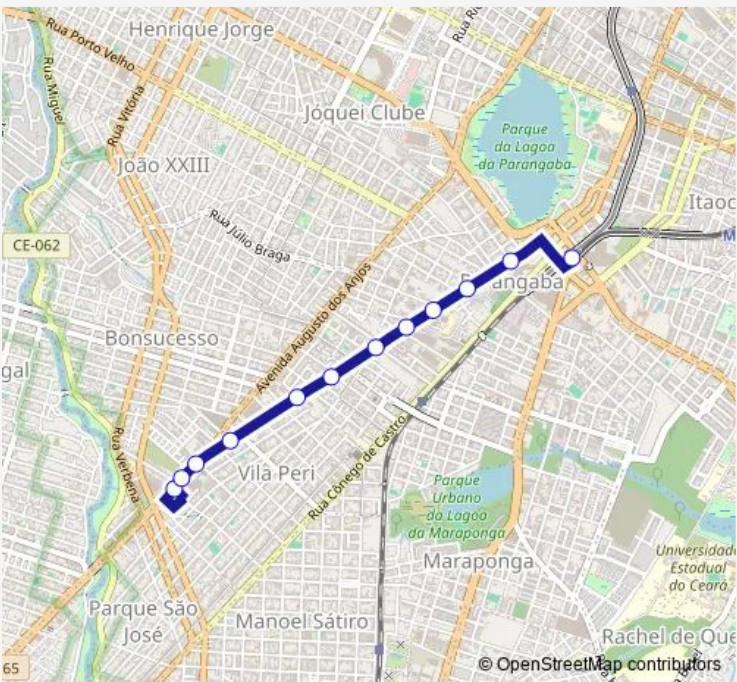 Henrique Jorge
Rua Porto Velho
Rua Miguel
Rua Vitória
Jóquei Clube
Parque
da Lagoa
da Parangaba
João XXIII
Itaoc
Rua Júlio Braga
CE-062
M
Parangaba
Avenida Augusto dos Anjos
Bonsucesso
gal
Rua Verbena
Vila Peri
Rua Cônego de Castro
Parque
Urbano
da Lagoa
da Maraponga
Maraponga
Universidade
Estadual
do Ceará
Parque São
José
Manoel Sátiro
Rachel de Que
65
© OpenStreetMap contributors